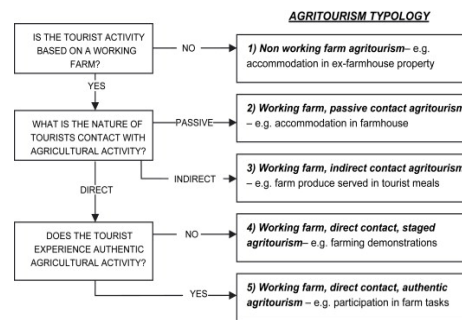 AGRITOURISM TYPOLOGY
IS THE TOURIST ACTIVITY
BASED ON A WORKING
FARM?
NO
1) Non working farm agritourism– e.g.
accommodation in ex-farmhouse property
YES
WHAT IS THE NATURE OF
TOURISTS CONTACT WITH
AGRICULTURAL ACTIVITY?
PASSIVE
2) Working farm, passive contact agritourism
– e.g. accommodation in farmhouse
INDIRECT
3) Working farm, indirect contact agritourism
– e.g. farm produce served in tourist meals
DIRECT
DOES THE TOURIST
EXPERIENCE AUTHENTIC
AGRICULTURAL ACTIVITY?
NO
4) Working farm, direct contact, staged
agritourism– e.g. farming demonstrations
YES
5) Working farm, direct contact, authentic
agritourism – e.g. participation in farm tasks